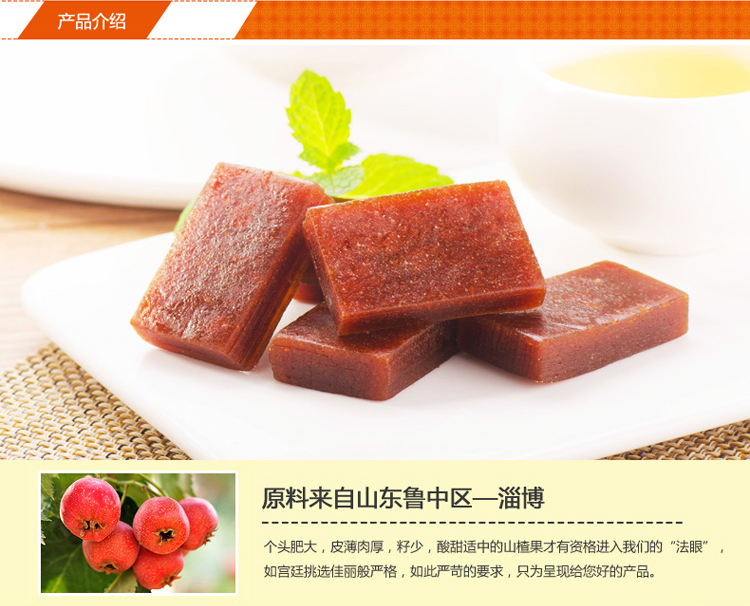 产品介绍
原料来自山东鲁中区—淄博
个头肥大，皮薄肉厚，籽少，酸甜适中的山楂果才有资格进入我们的“法眼”，
如宫廷挑选佳丽般严格，如此严苛的要求，只为呈现给您好的产品。